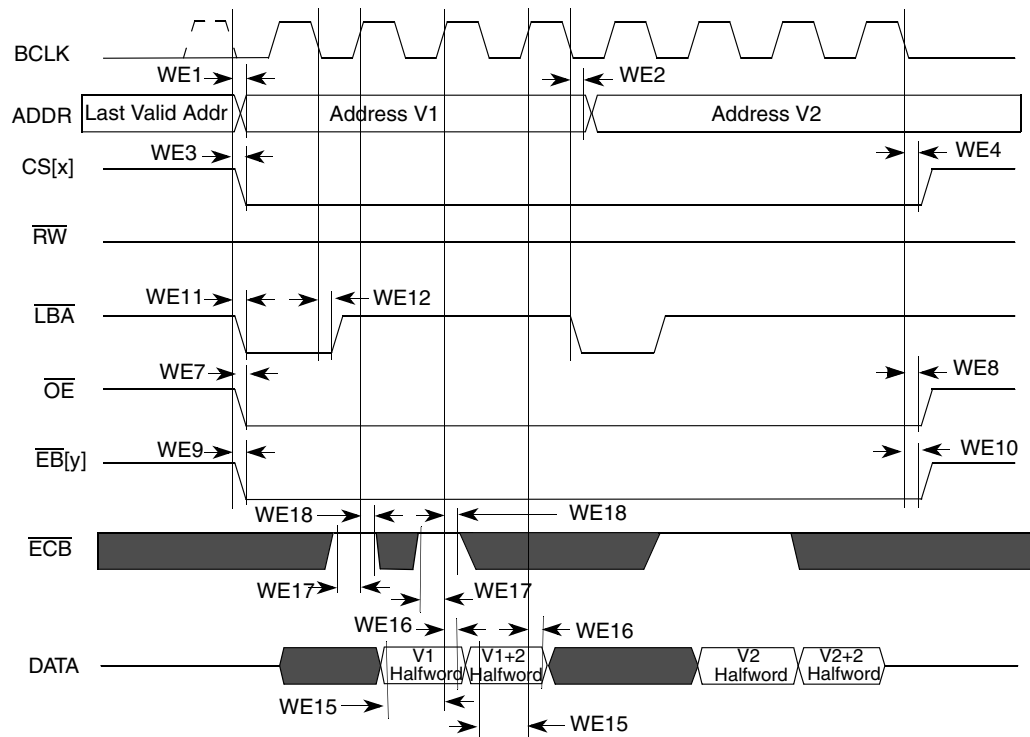 BCLK
WE1
WE2
ADDR
Last Valid Addr
Address V1
Address V2
WE3
WE4
CS[x]
RW
WE11
WE12
LBA
WE7
WE8
OE
WE9
WE10
EB[y]
WE18
WE18
ECB
WE17
WE17
WE16
WE16
DATA
V1
Halfword
V1+2
Halfword
V2
Halfword
V2+2
Halfword
WE15
WE15